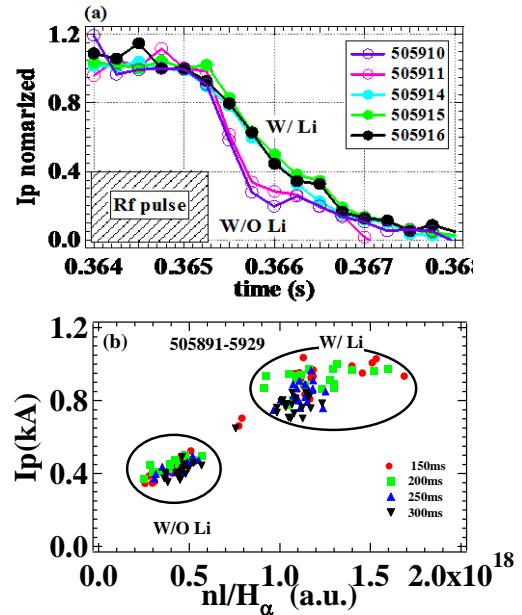 (a)
1.2
0.8
0.4
0.0
Ip nomarized
505910
505911
505914
505915
505916
W/ Li
Rf pulse
W/O Li
0.364 0.365 0.366 0.367 0.368
time (s)
(b)
505891-5929
W/ Li
1.2
0.8
0.4
0.0
Ip(kA)
150ms
200ms
250ms
300ms
W/O Li
0.0 0.5 1.0 1.5 2.0x10^18
nl/Hα (a.u.)